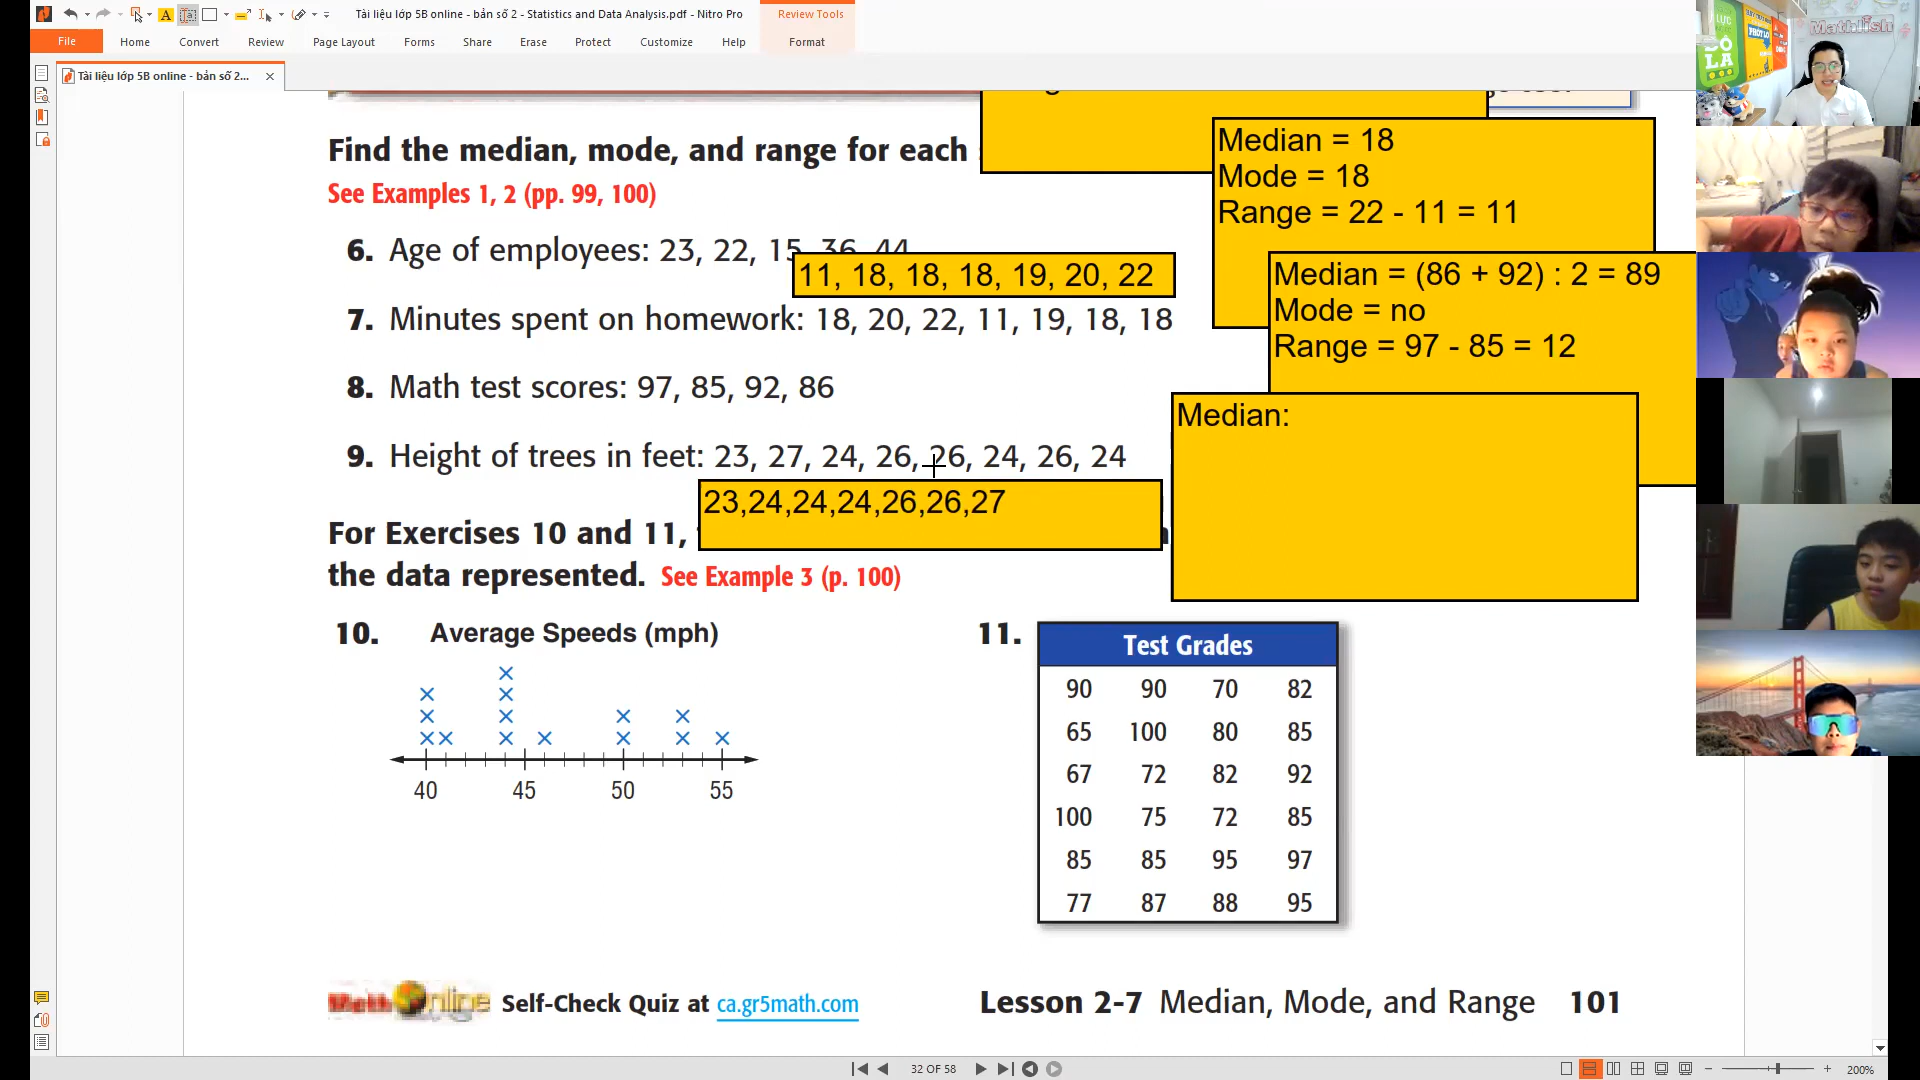 Tài liệu lớp 5B online - bản số 2 - Statistics and Data Analysis.pdf - Nitro Pro
Review Tools
File
Home
Convert
Review
Page Layout
Forms
Share
Erase
Protect
Customize
Help
Format
Tài liệu lớp 5B online - bản số 2...
Mathlish
Find the median, mode, and range for each
See Examples 1, 2 (pp. 99, 100)
Median = 18
Mode = 18
Range = 22 - 11 = 11
6. Age of employees: 23, 22, 15, 36, 44
11, 18, 18, 18, 19, 20, 22
Median = (86 + 92) : 2 = 89
Mode = no
Range = 97 - 85 = 12
7. Minutes spent on homework: 18, 20, 22, 11, 19, 18, 18
8. Math test scores: 97, 85, 92, 86
Median:
9. Height of trees in feet: 23, 27, 24, 26, 26, 24, 26, 24
23,24,24,24,26,26,27
For Exercises 10 and 11,
the data represented. See Example 3 (p. 100)
10. Average Speeds (mph)
40 45 50 55
11. Test Grades
90 90 70 82
65 100 80 85
67 72 82 92
100 75 72 85
85 85 95 97
77 87 88 95
Math Online Self-Check Quiz at ca.gr5math.com
Lesson 2-7 Median, Mode, and Range 101
32 OF 58
200%